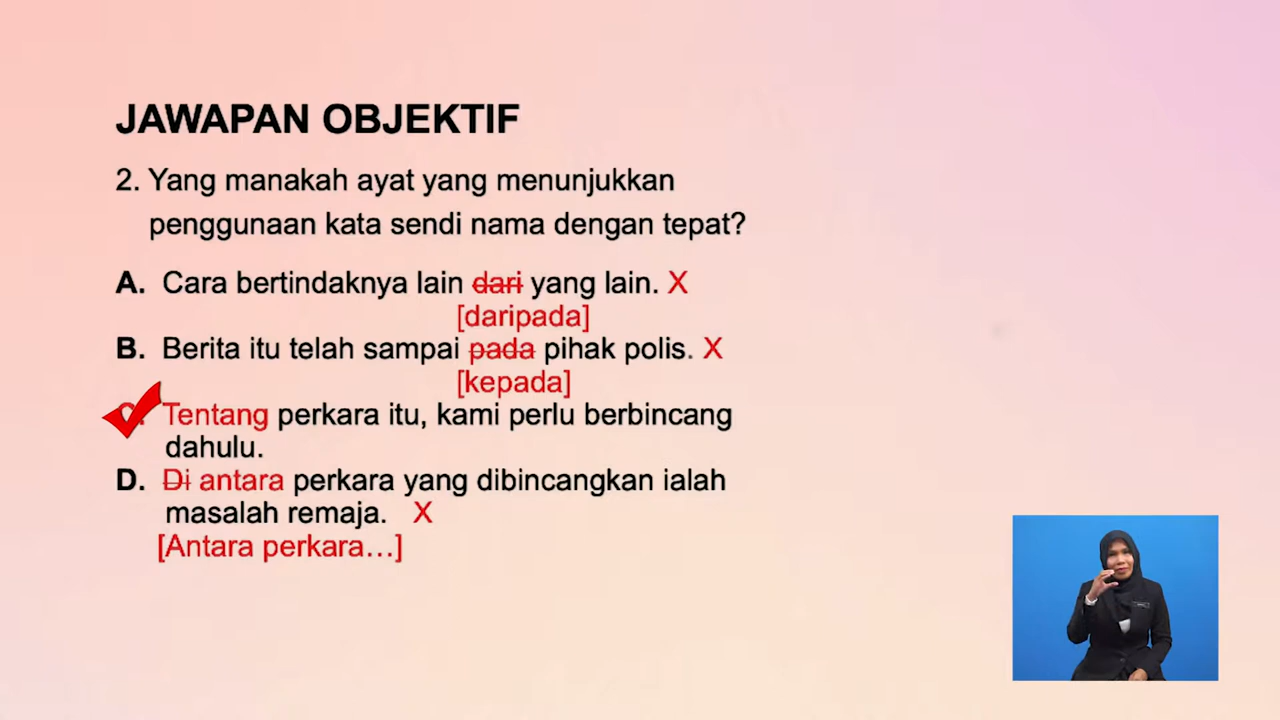 JAWAPAN OBJEKTIF
2. Yang manakah ayat yang menunjukkan
penggunaan kata sendi nama dengan tepat?
A. Cara bertindaknya lain dari yang lain. X
[daripada]
B. Berita itu telah sampai pada pihak polis. X
[kepada]
C. Tentang perkara itu, kami perlu berbincang
dahulu.
D. Di antara perkara yang dibincangkan ialah
masalah remaja. X
[Antara perkara...]